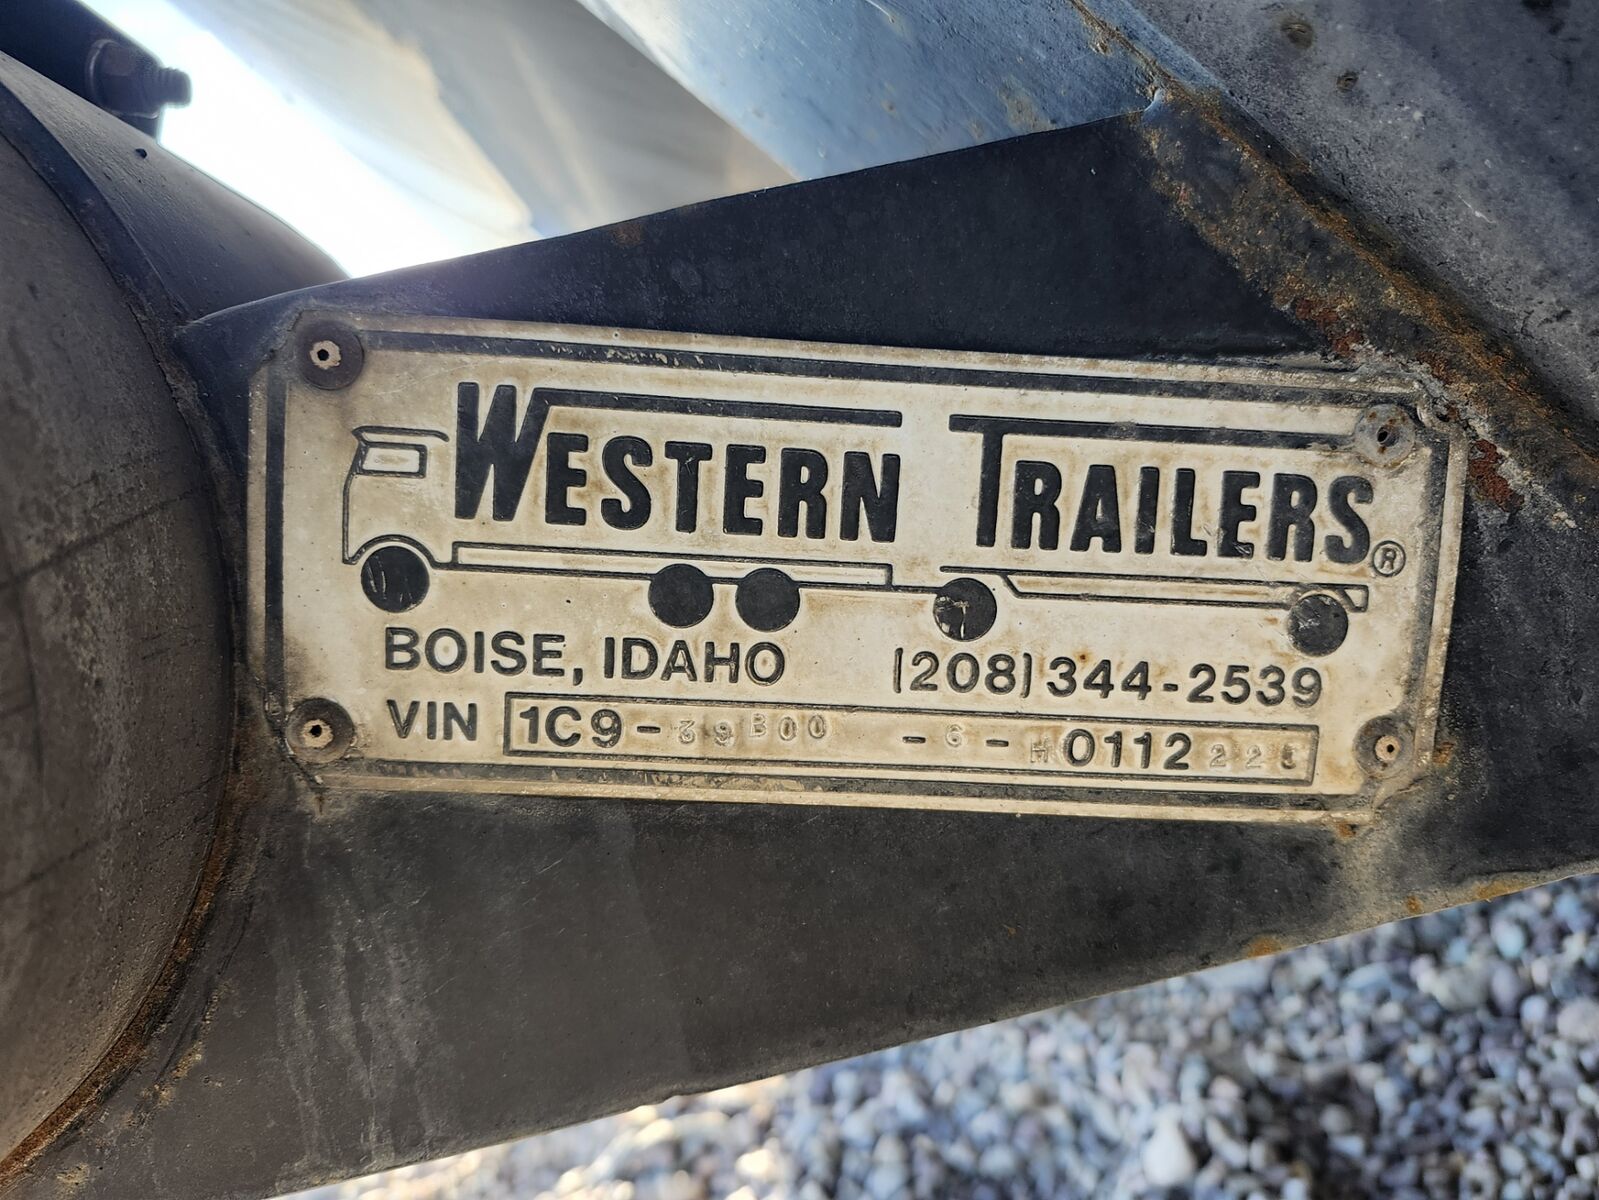 WESTERN TRAILERS®
BOISE, IDAHO (208) 344-2539
VIN 1C9-39B00 -6- H0112